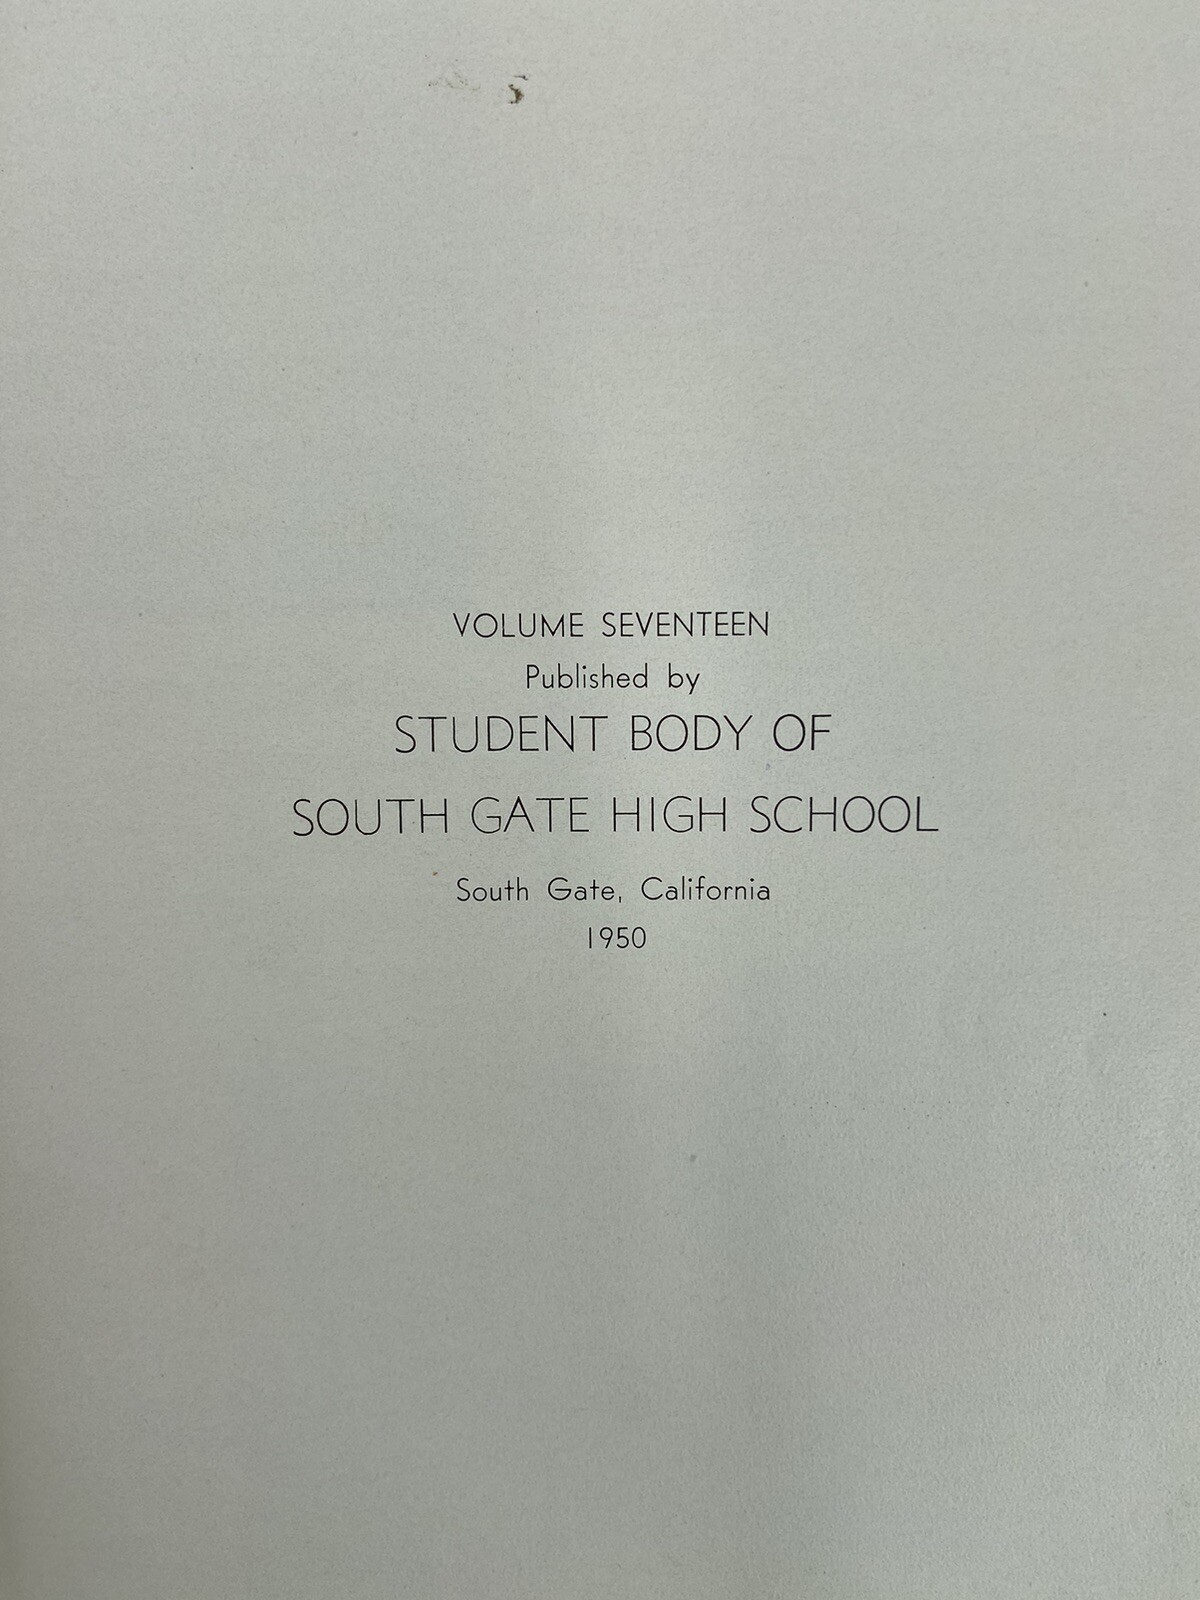 VOLUME SEVENTEEN
Published by
STUDENT BODY OF
SOUTH GATE HIGH SCHOOL
South Gate, California
1950